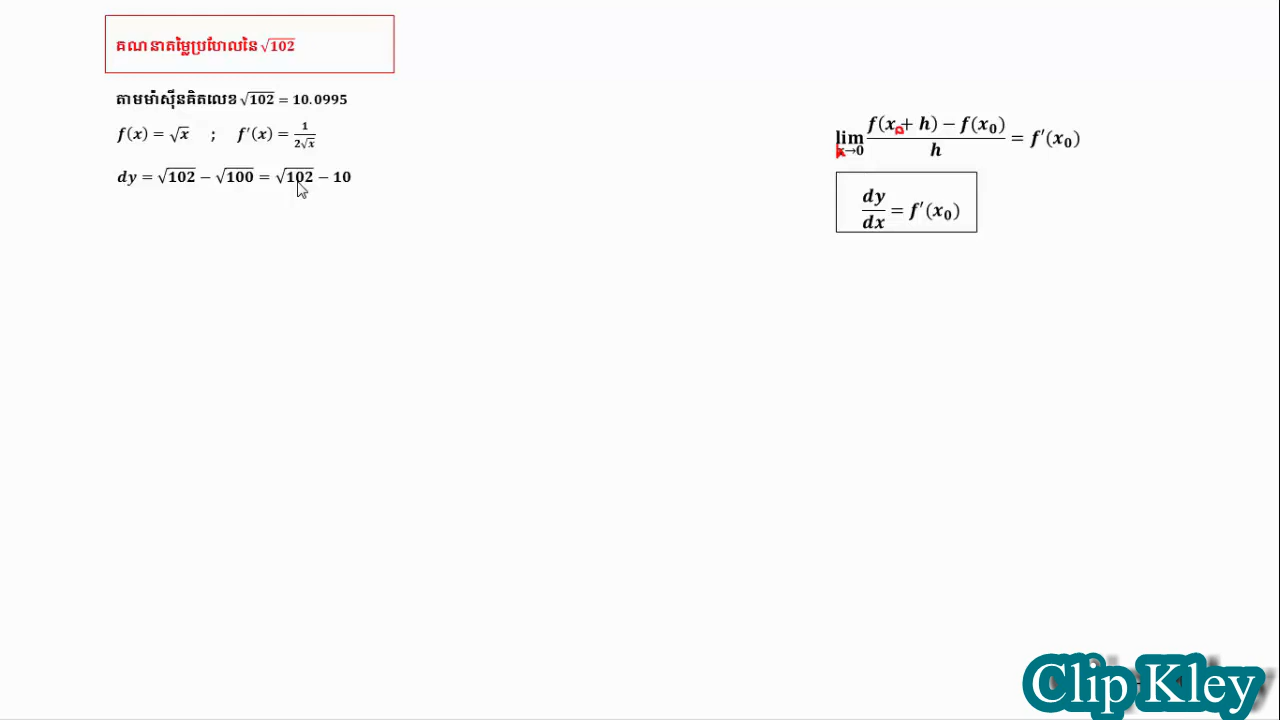 គណនាតម្លៃប្រហែលនៃ √102
តាមម៉ាស៊ីនគិតលេខ √102 = 10.0995
f(x) = √x ; f′(x) = 1/(2√x)
dy = √102 − √100 = √102 − 10
lim x→0 (f(x₀ + h) − f(x₀))/h = f′(x₀)
dy/dx = f′(x₀)
Clip Kley